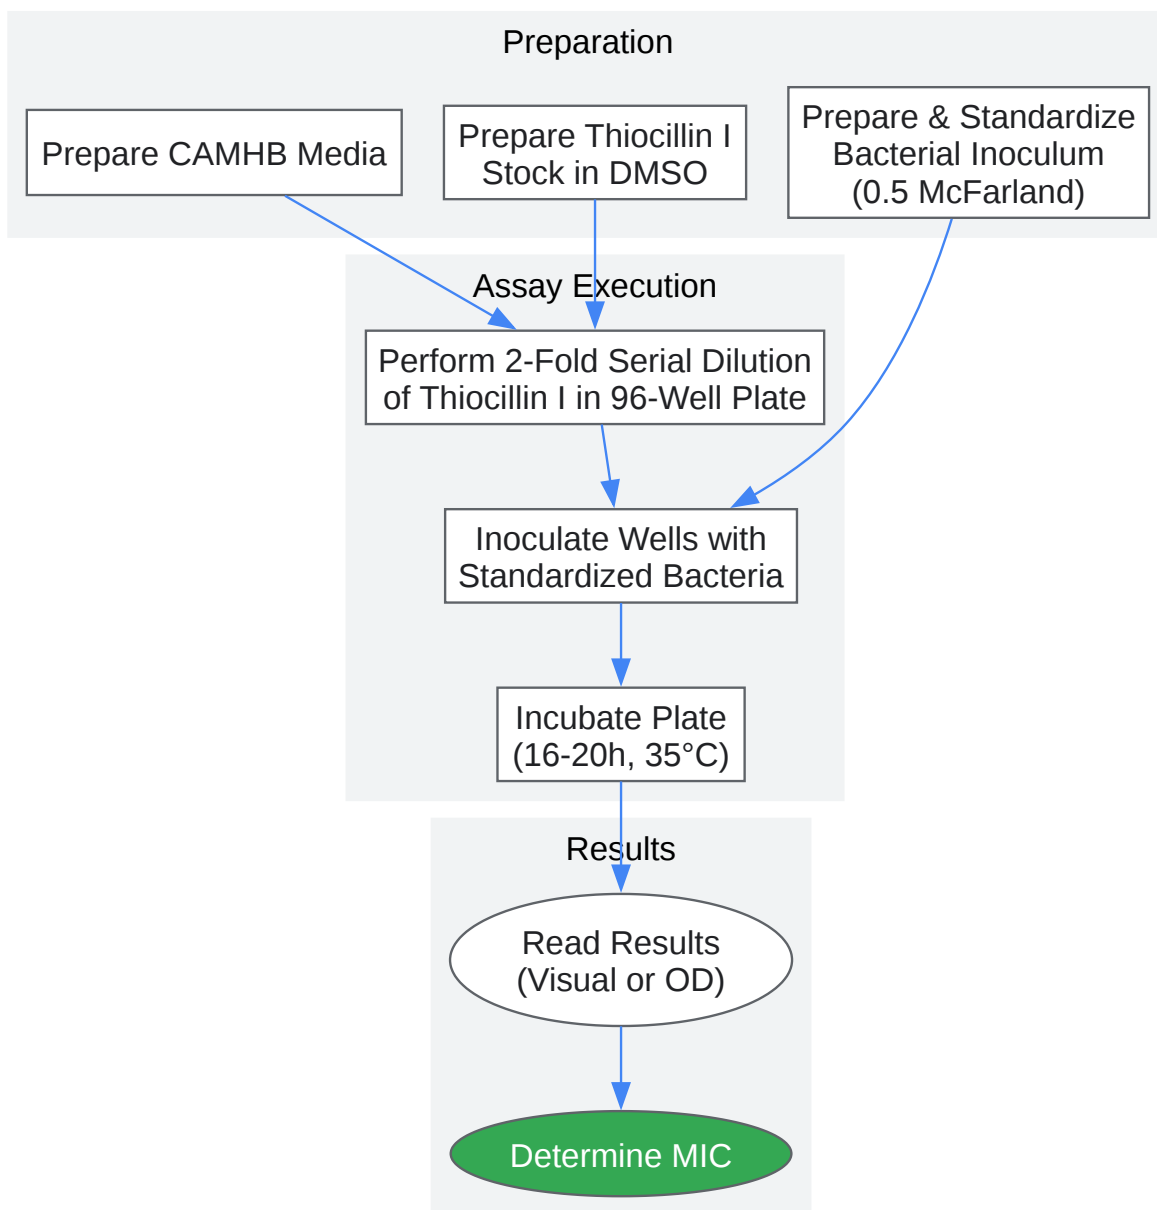 Preparation
Prepare CAMHB Media
Prepare Thiocillin I
Stock in DMSO
Prepare & Standardize
Bacterial Inoculum
(0.5 McFarland)
Assay Execution
Perform 2-Fold Serial Dilution
of Thiocillin I in 96-Well Plate
Inoculate Wells with
Standardized Bacteria
Incubate Plate
(16-20h, 35°C)
Results
Read Results
(Visual or OD)
Determine MIC